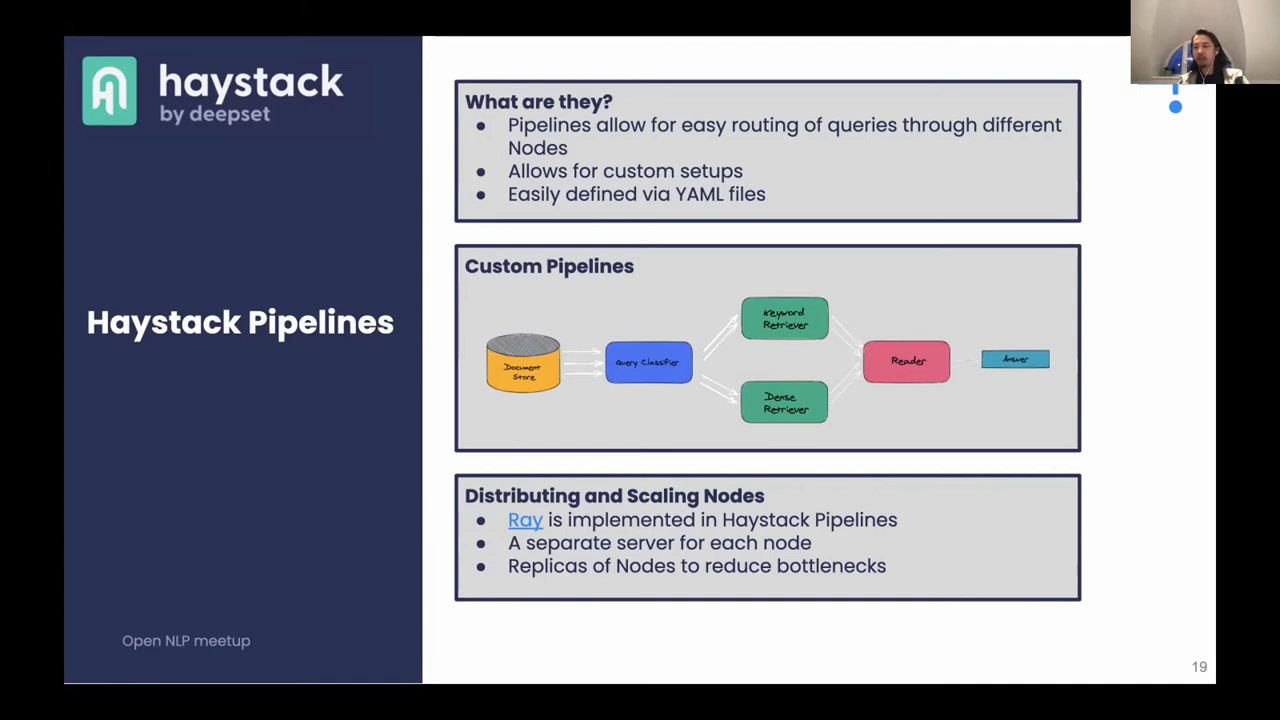 haystack
by deepset
Haystack Pipelines
Open NLP meetup
What are they?
● Pipelines allow for easy routing of queries through different
Nodes
● Allows for custom setups
● Easily defined via YAML files
Custom Pipelines
Document
Store
Query Classifier
Keyword
Retriever
Dense
Retriever
Reader
Answer
Distributing and Scaling Nodes
● Ray is implemented in Haystack Pipelines
● A separate server for each node
● Replicas of Nodes to reduce bottlenecks
19